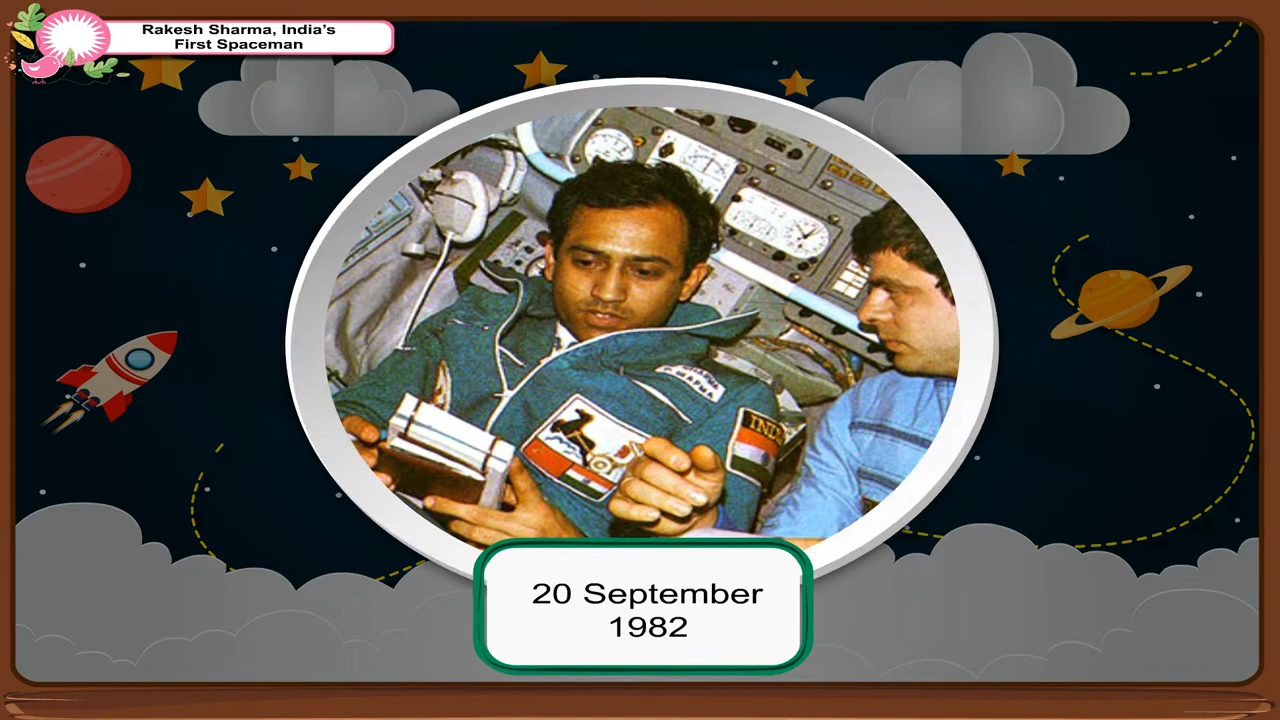 Rakesh Sharma, India's
First Spaceman
INDIA
20 September
1982